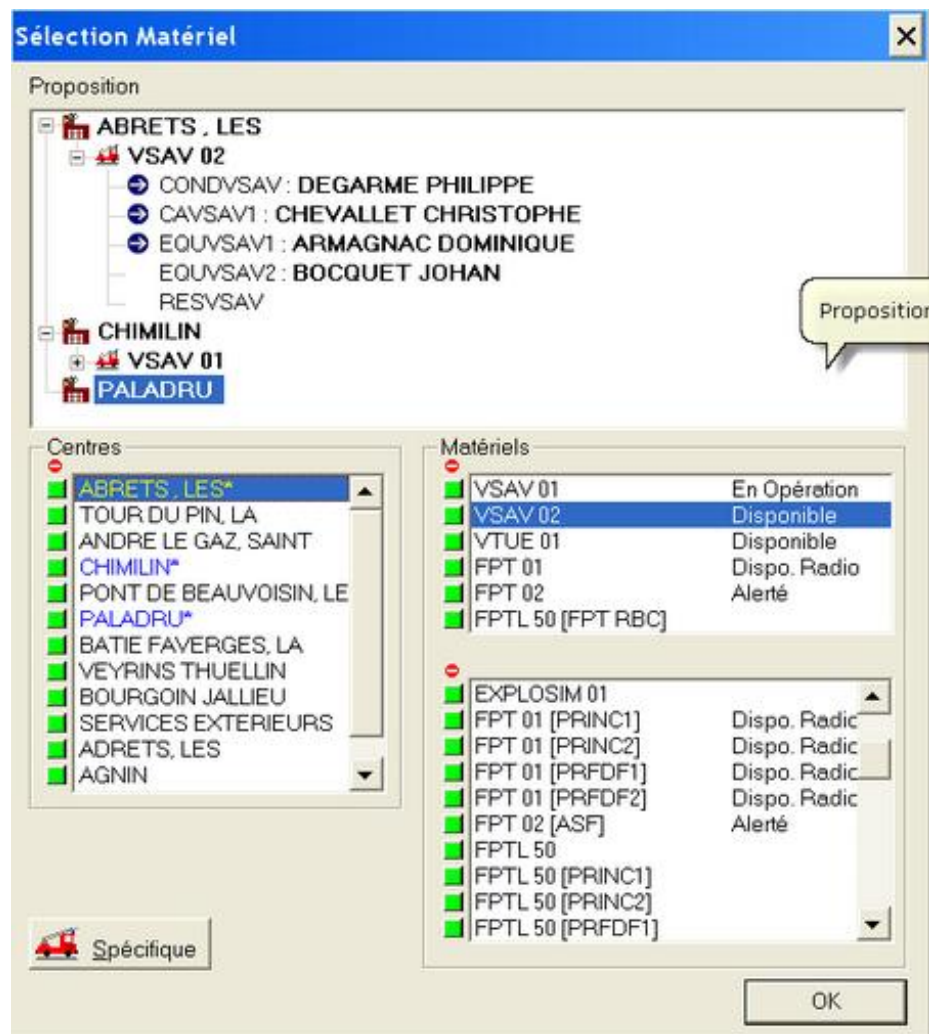 Sélection Matériel
Proposition
ABRETS , LES
VSAV 02
CONDVSAV : DEGARME PHILIPPE
CAVSAV1 : CHEVALLET CHRISTOPHE
EQUVSAV1 : ARMAGNAC DOMINIQUE
EQUVSAV2 : BOCQUET JOHAN
RESVSAV
Proposition
CHIMILIN
VSAV 01
PALADRU
Centres
ABRETS , LES*
TOUR DU PIN, LA
ANDRE LE GAZ, SAINT
CHIMILIN*
PONT DE BEAUVOISIN, LE
PALADRU*
BATIE FAVERGES, LA
VEYRINS THUELLIN
BOURGOIN JALLIEU
SERVICES EXTERIEURS
ADRETS, LES
AGNIN
Matériels
VSAV 01 En Opération
VSAV 02 Disponible
VTUE 01 Disponible
FPT 01 Dispo. Radio
FPT 02 Alerté
FPTL 50 [FPT RBC]
EXPLOSIM 01
FPT 01 [PRINC1] Dispo. Radio
FPT 01 [PRINC2] Dispo. Radio
FPT 01 [PRFDF1] Dispo. Radio
FPT 01 [PRFDF2] Dispo. Radio
FPT 02 [ASF] Alerté
FPTL 50
FPTL 50 [PRINC1]
FPTL 50 [PRINC2]
FPTL 50 [PRFDF1]
Spécifique
OK